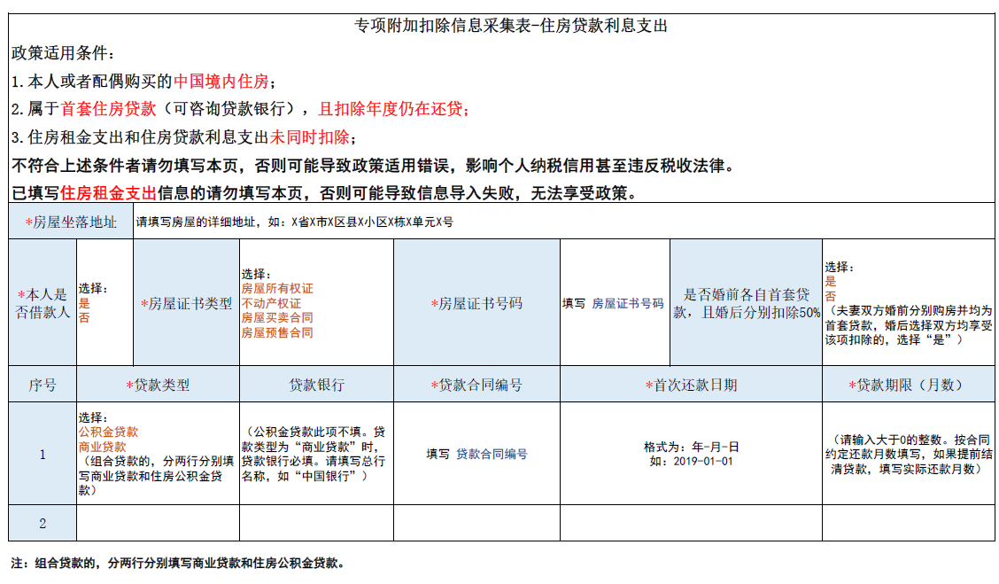 专项附加扣除信息采集表-住房贷款利息支出
政策适用条件：
1.本人或者配偶购买的中国境内住房；
2.属于首套住房贷款（可咨询贷款银行），且扣除年度仍在还贷；
3.住房租金支出和住房贷款利息支出未同时扣除；
不符合上述条件者请勿填写本页，否则可能导致政策适用错误，影响个人纳税信用甚至违反税收法律。
已填写住房租金支出信息的请勿填写本页，否则可能导致信息导入失败，无法享受政策。
*房屋坐落地址
请填写房屋的详细地址，如：X省X市X区县X小区X栋X单元X号
*本人是
否借款人
选择：
是
否
*房屋证书类型
选择：
房屋所有权证
不动产权证
房屋买卖合同
房屋预售合同
*房屋证书号码
填写 房屋证书号码
是否婚前各自首套贷
款，且婚后分别扣除50%
选择：
是
否
（夫妻双方婚前分别购房并均为
首套贷款，婚后选择双方均享受
该项扣除的，选择“是”）
序号
*贷款类型
贷款银行
*贷款合同编号
*首次还款日期
*贷款期限（月数）
1
选择：
公积金贷款
商业贷款
（组合贷款的，分两行分别填
写商业贷款和住房公积金贷
款）
（公积金贷款此项不填。贷
款类型为“商业贷款”时，
贷款银行必填。请填写总行
名称，如“中国银行”）
填写 贷款合同编号
格式为：年-月-日
如：2019-01-01
（请输入大于0的整数。按合同
约定还款月数填写，如果提前结
清贷款，填写实际还款月数）
2
注：组合贷款的，分两行分别填写商业贷款和住房公积金贷款。